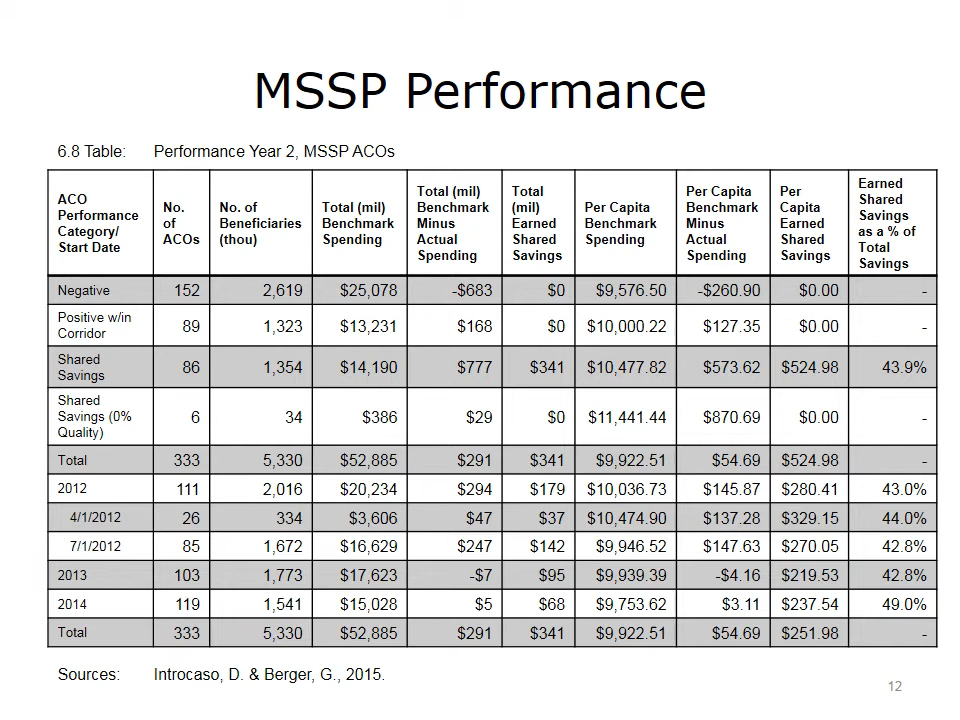 MSSP Performance
6.8 Table: Performance Year 2, MSSP ACOs
ACO Performance Category/ Start Date | No. of ACOs | No. of Beneficiaries (thou) | Total (mil) Benchmark Spending | Total (mil) Benchmark Minus Actual Spending | Total (mil) Earned Shared Savings | Per Capita Benchmark Spending | Per Capita Benchmark Minus Actual Spending | Per Capita Earned Shared Savings | Earned Shared Savings as a % of Total Savings
Negative | 152 | 2,619 | $25,078 | -$683 | $0 | $9,576.50 | -$260.90 | $0.00 | -
Positive w/in Corridor | 89 | 1,323 | $13,231 | $168 | $0 | $10,000.22 | $127.35 | $0.00 | -
Shared Savings | 86 | 1,354 | $14,190 | $777 | $341 | $10,477.82 | $573.62 | $524.98 | 43.9%
Shared Savings (0% Quality) | 6 | 34 | $386 | $29 | $0 | $11,441.44 | $870.69 | $0.00 | -
Total | 333 | 5,330 | $52,885 | $291 | $341 | $9,922.51 | $54.69 | $524.98 | -
2012 | 111 | 2,016 | $20,234 | $294 | $179 | $10,036.73 | $145.87 | $280.41 | 43.0%
4/1/2012 | 26 | 334 | $3,606 | $47 | $37 | $10,474.90 | $137.28 | $329.15 | 44.0%
7/1/2012 | 85 | 1,672 | $16,629 | $247 | $142 | $9,946.52 | $147.63 | $270.05 | 42.8%
2013 | 103 | 1,773 | $17,623 | -$7 | $95 | $9,939.39 | -$4.16 | $219.53 | 42.8%
2014 | 119 | 1,541 | $15,028 | $5 | $68 | $9,753.62 | $3.11 | $237.54 | 49.0%
Total | 333 | 5,330 | $52,885 | $291 | $341 | $9,922.51 | $54.69 | $251.98 | -
Sources: Introcaso, D. & Berger, G., 2015.
12